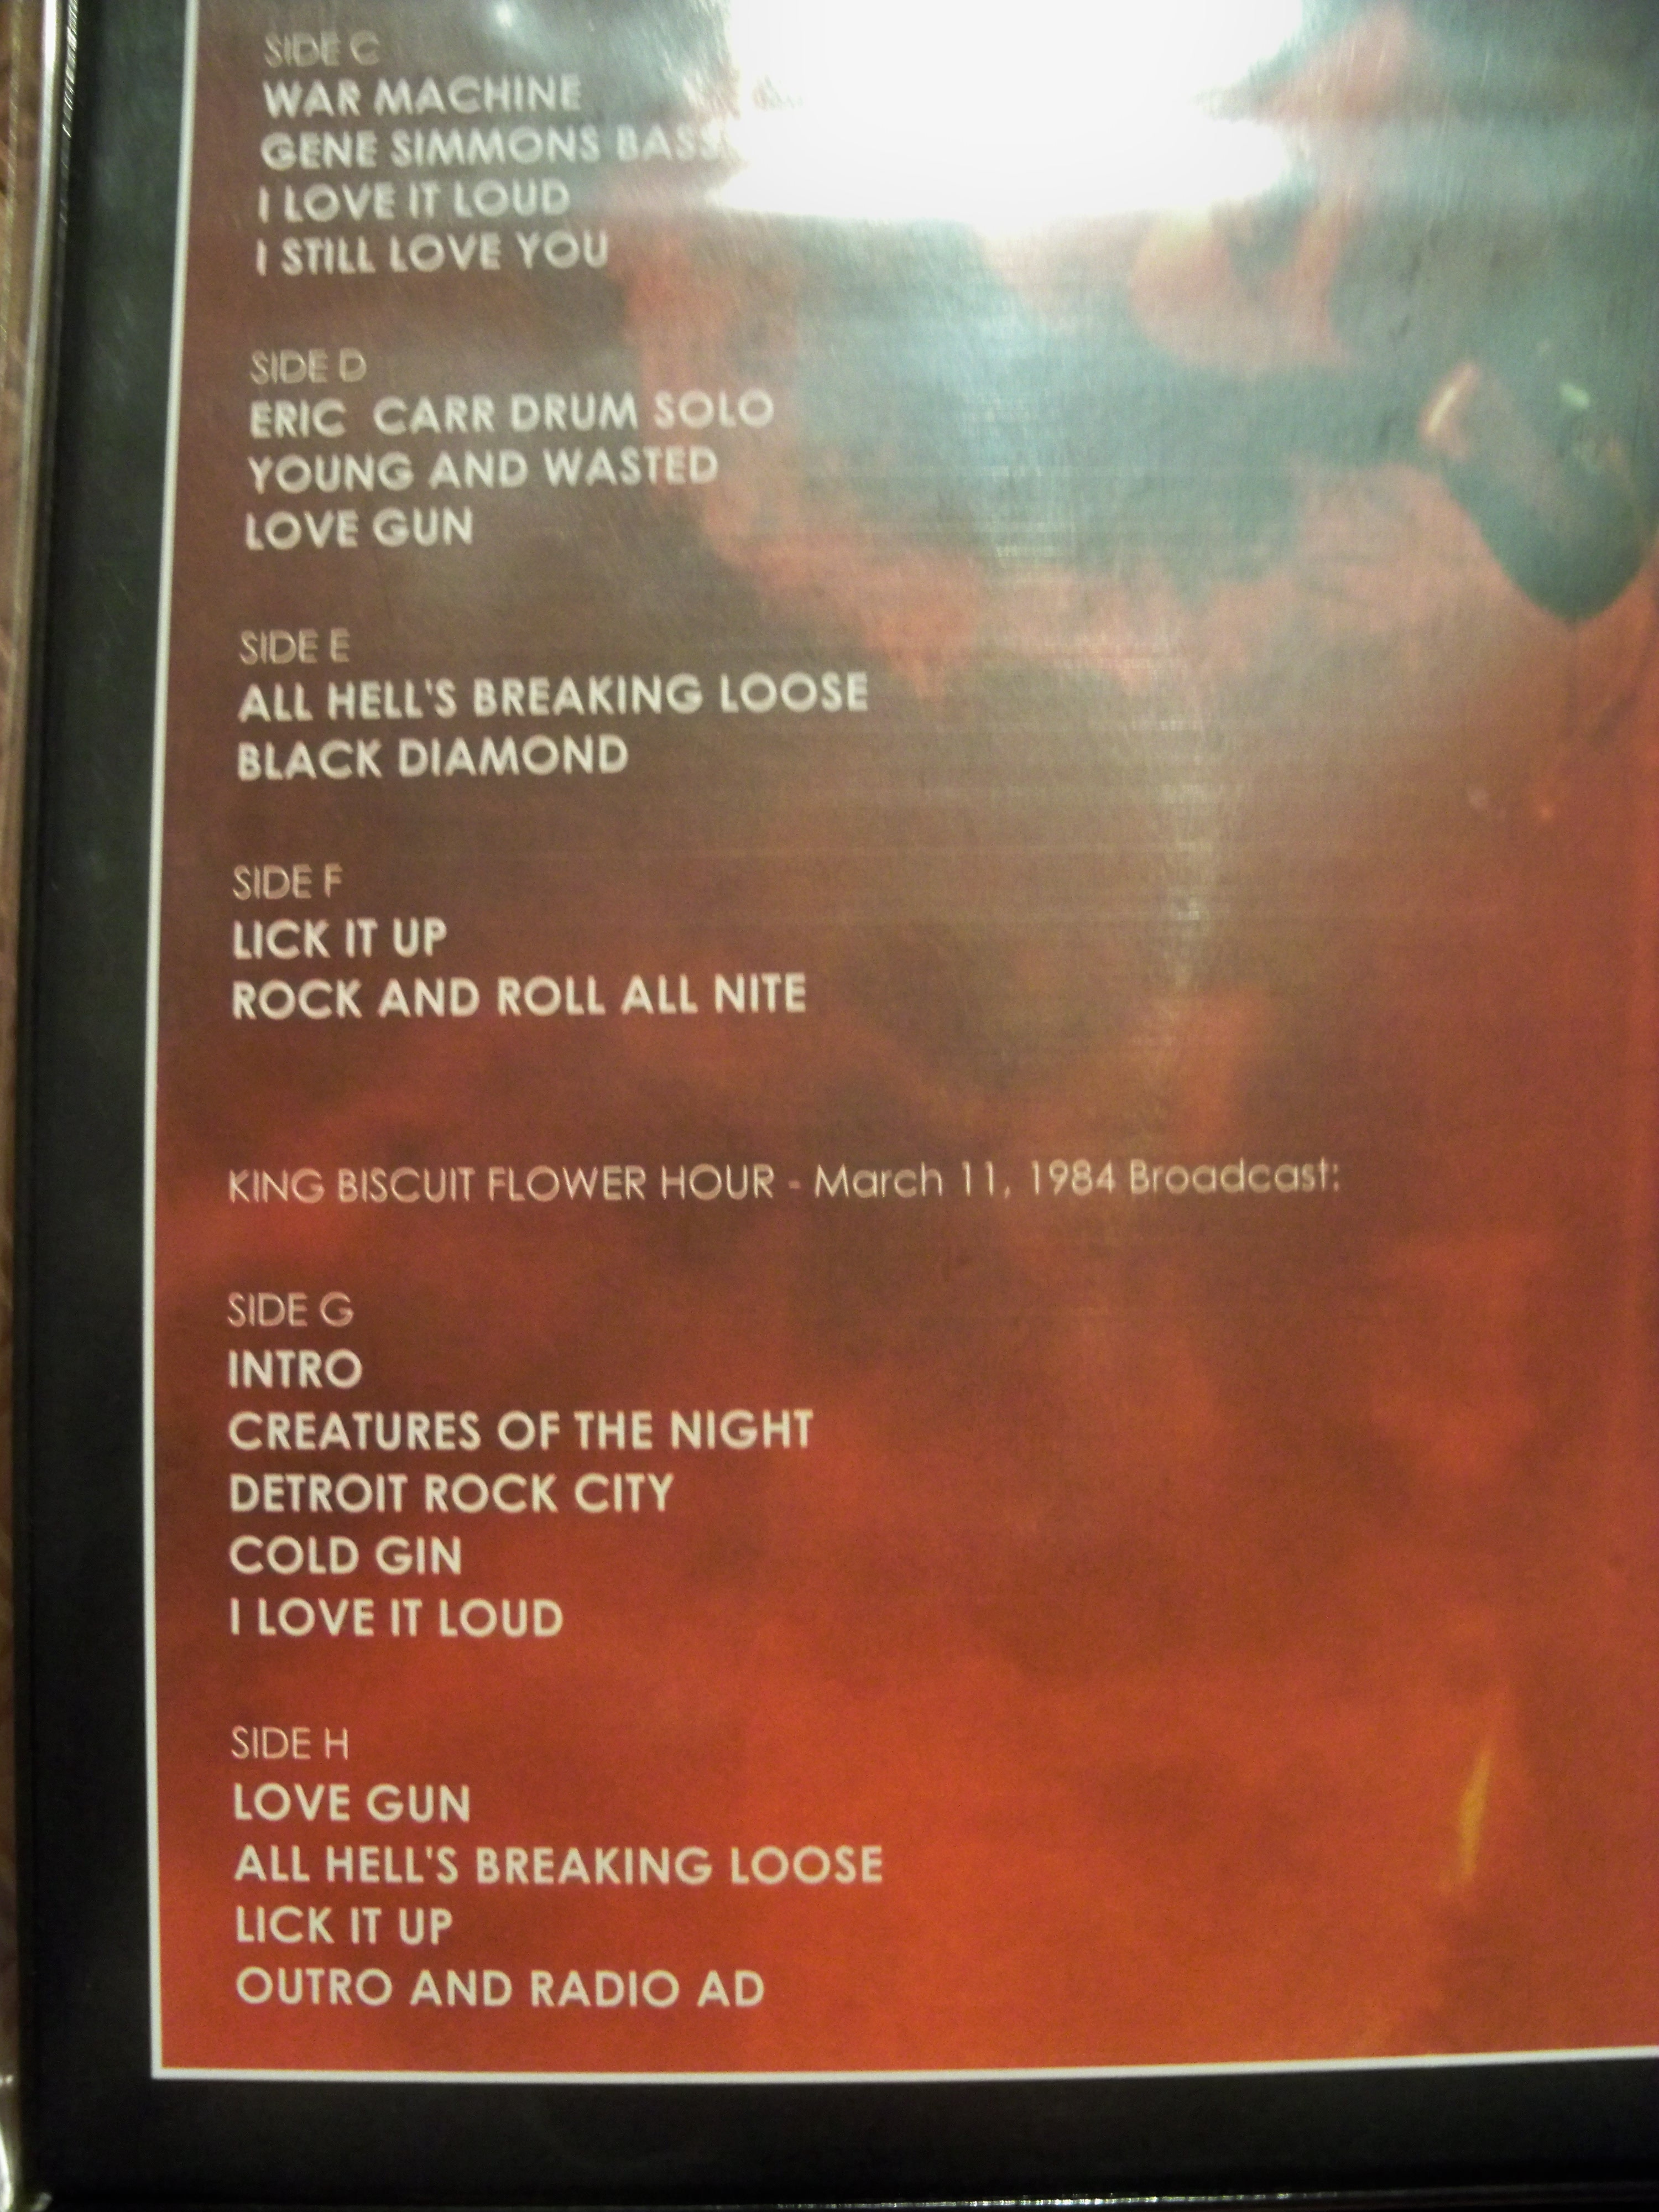 SIDE C
WAR MACHINE
GENE SIMMONS BASS
I LOVE IT LOUD
I STILL LOVE YOU
SIDE D
ERIC CARR DRUM SOLO
YOUNG AND WASTED
LOVE GUN
SIDE E
ALL HELL'S BREAKING LOOSE
BLACK DIAMOND
SIDE F
LICK IT UP
ROCK AND ROLL ALL NITE
KING BISCUIT FLOWER HOUR - March 11, 1984 Broadcast:
SIDE G
INTRO
CREATURES OF THE NIGHT
DETROIT ROCK CITY
COLD GIN
I LOVE IT LOUD
SIDE H
LOVE GUN
ALL HELL'S BREAKING LOOSE
LICK IT UP
OUTRO AND RADIO AD